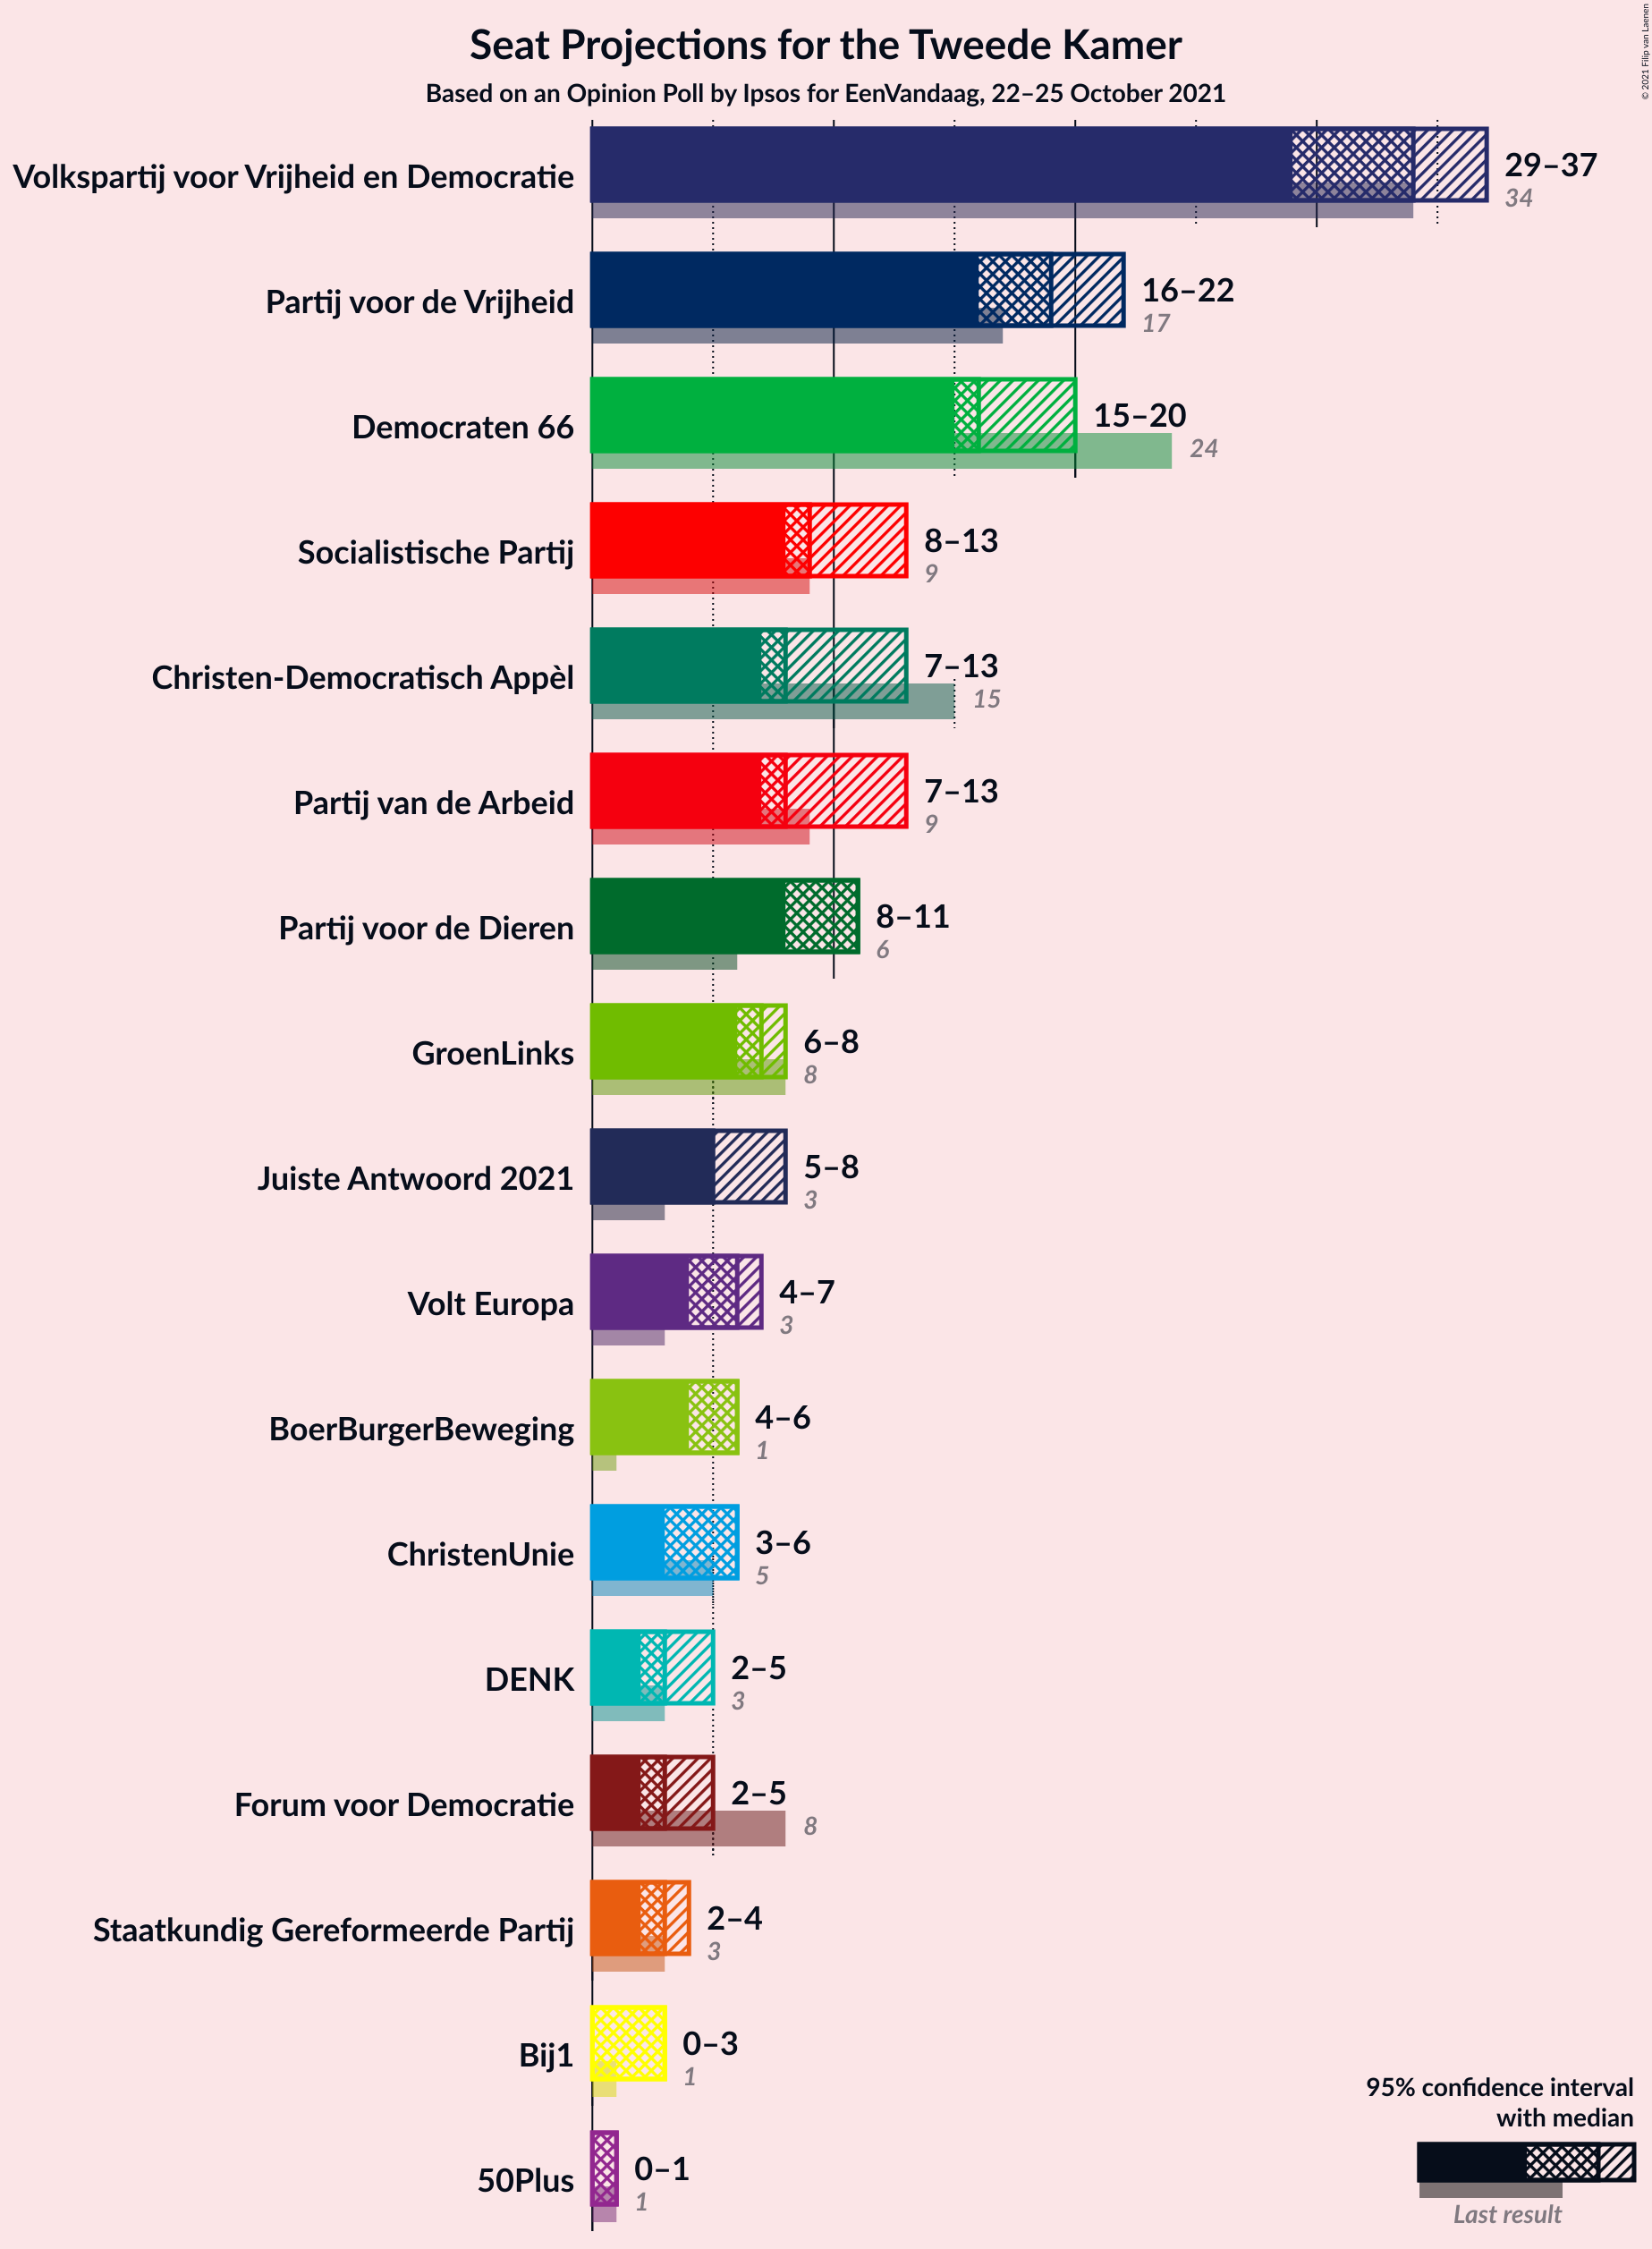 Seat Projections for the Tweede Kamer
Based on an Opinion Poll by Ipsos for EenVandaag, 22–25 October 2021
© 2021 Filip van Laenen
Volkspartij voor Vrijheid en Democratie
29–37
34
Partij voor de Vrijheid
16–22
17
Democraten 66
15–20
24
Socialistische Partij
8–13
9
Christen-Democratisch Appèl
7–13
15
Partij van de Arbeid
7–13
9
Partij voor de Dieren
8–11
6
GroenLinks
6–8
8
Juiste Antwoord 2021
5–8
3
Volt Europa
4–7
3
BoerBurgerBeweging
4–6
1
ChristenUnie
3–6
5
DENK
2–5
3
Forum voor Democratie
2–5
8
Staatkundig Gereformeerde Partij
2–4
3
Bij1
0–3
1
50Plus
0–1
1
95% confidence interval
with median
Last result